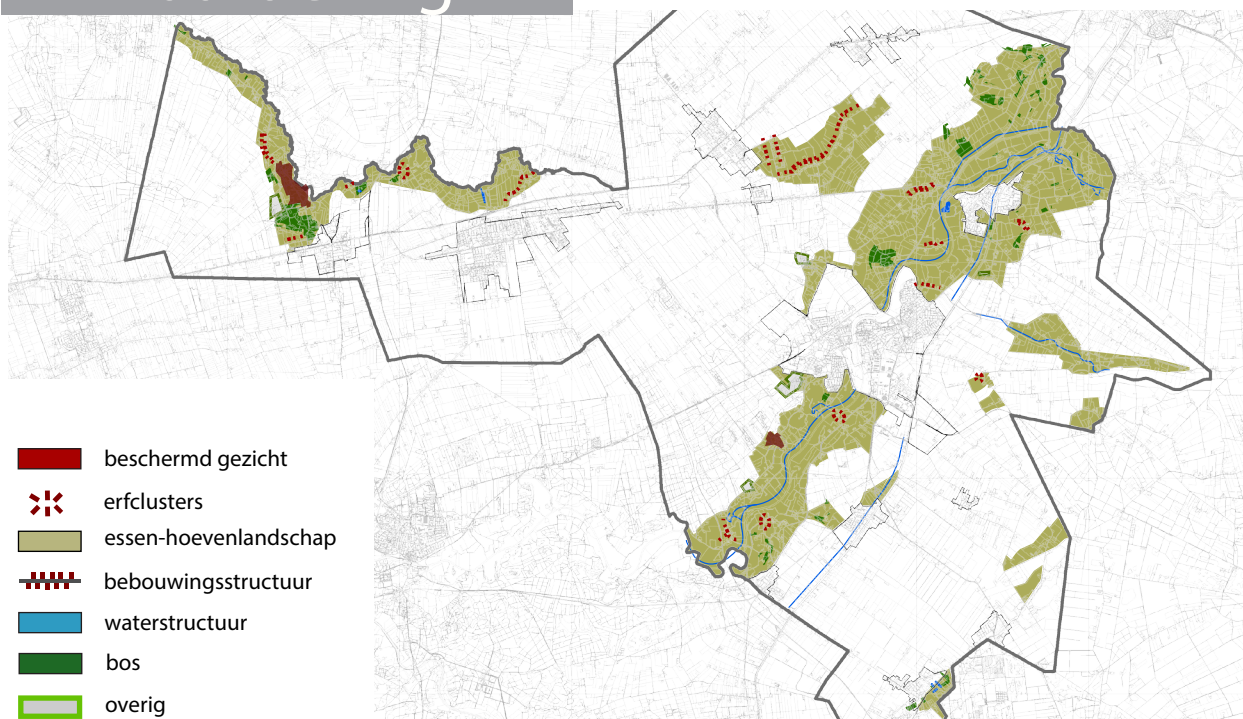 beschermd gezicht
erfclusters
essen-hoevenlandschap
bebouwingsstructuur
waterstructuur
bos
overig